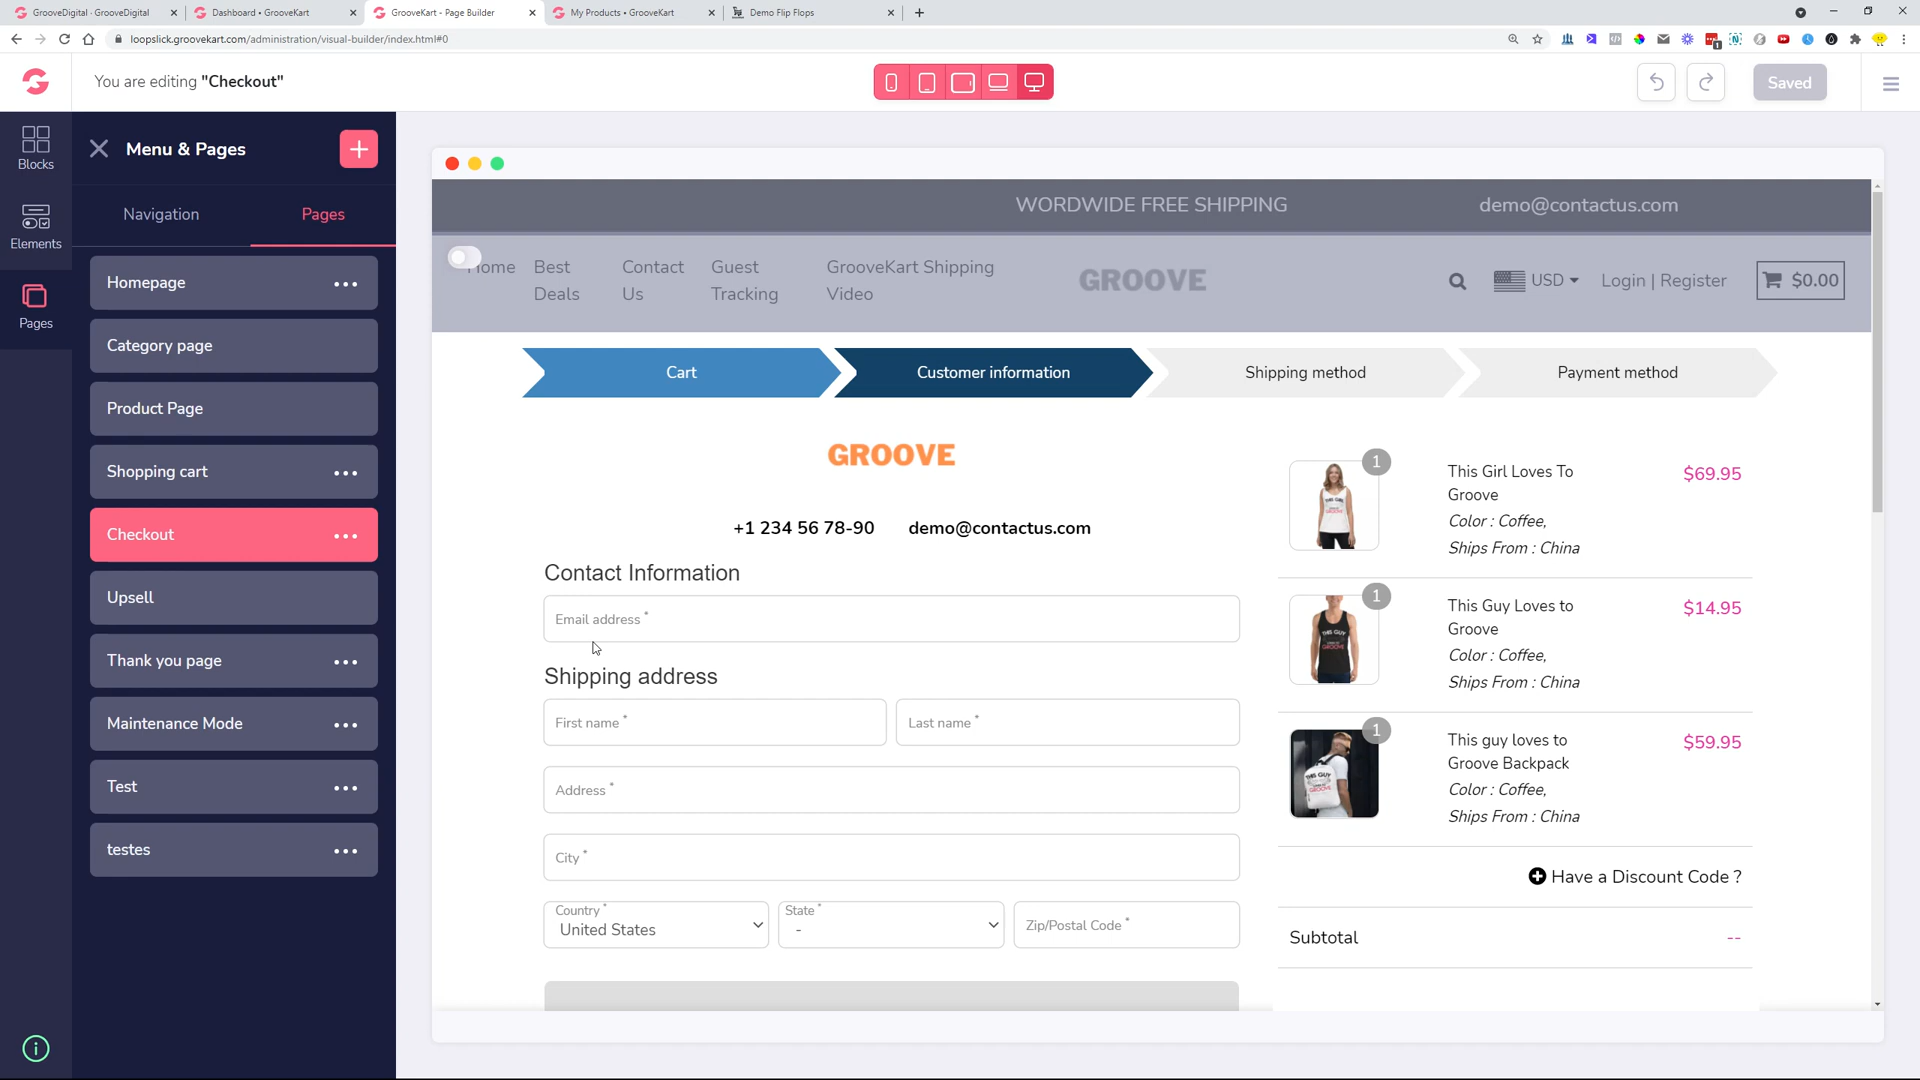 GrooveDigital · GrooveDigital
Dashboard • GrooveKart
GrooveKart - Page Builder
My Products • GrooveKart
Demo Flip Flops
loopslick.groovekart.com/administration/visual-builder/index.html#0
You are editing "Checkout"
Saved
Blocks
Elements
Pages
Menu & Pages
Navigation
Pages
Homepage
Category page
Product Page
Shopping cart
Checkout
Upsell
Thank you page
Maintenance Mode
Test
testes
WORDWIDE FREE SHIPPING
demo@contactus.com
Home
Best Deals
Contact Us
Guest Tracking
GrooveKart Shipping Video
GROOVE
USD
Login | Register
$0.00
Cart
Customer information
Shipping method
Payment method
GROOVE
+1 234 56 78-90
demo@contactus.com
Contact Information
Email address *
Shipping address
First name *
Last name *
Address *
City *
Country *
United States
State *
-
Zip/Postal Code *
1
This Girl Loves To
Groove
$69.95
Color : Coffee,
Ships From : China
1
This Guy Loves to
Groove
$14.95
Color : Coffee,
Ships From : China
1
This guy loves to
Groove Backpack
$59.95
Color : Coffee,
Ships From : China
Have a Discount Code ?
Subtotal
--